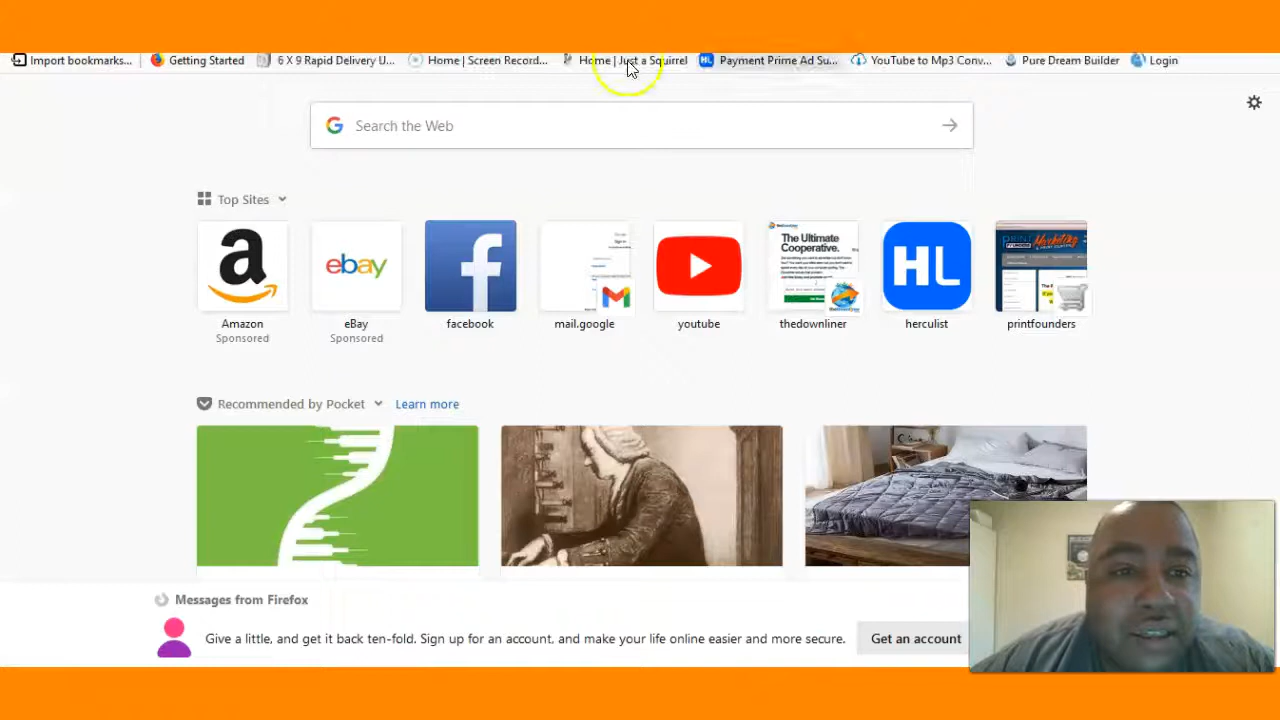 Import bookmarks... Getting Started 6 X 9 Rapid Delivery U... Home | Screen Record... Home | Just a Squirrel HL Payment Prime Ad Su... YouTube to Mp3 Conv... Pure Dream Builder Login
G Search the Web
Top Sites
a ebay f M The Ultimate Cooperative. HL
Amazon eBay facebook mail.google youtube thedownliner herculist printfounders
Sponsored Sponsored
Recommended by Pocket Learn more
Messages from Firefox
Give a little, and get it back ten-fold. Sign up for an account, and make your life online easier and more secure. Get an account